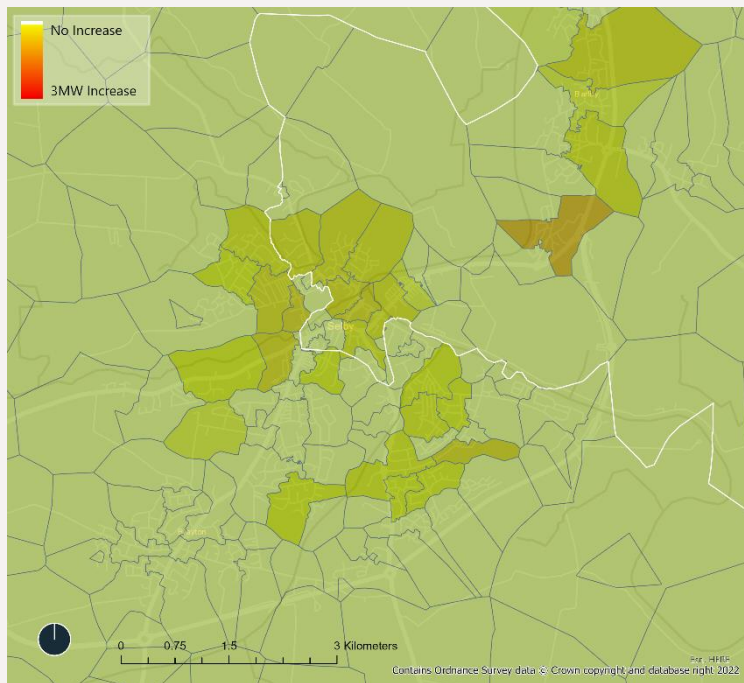 No Increase
3MW Increase
Selby
0 0.75 1.5 3 Kilometers
Contains Ordnance Survey data © Crown copyright and database right 2022